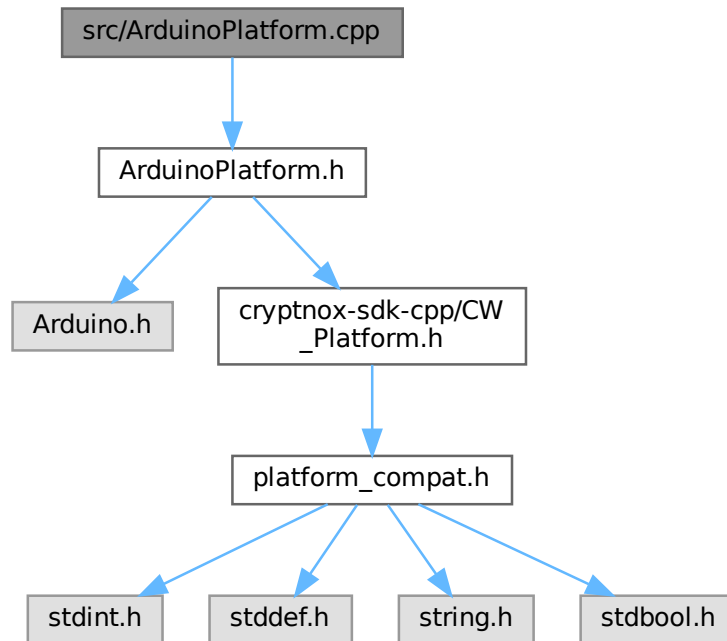 src/ArduinoPlatform.cpp
ArduinoPlatform.h
Arduino.h
cryptnox-sdk-cpp/CW
_Platform.h
platform_compat.h
stdint.h
stddef.h
string.h
stdbool.h